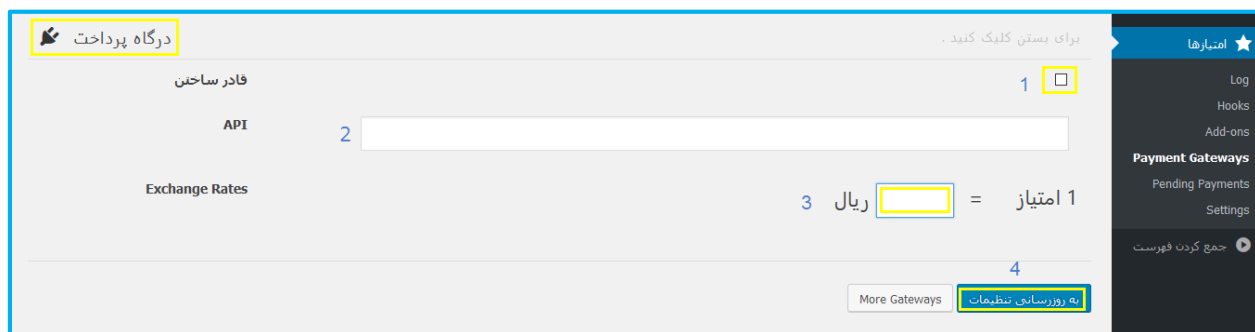 درگاه پرداخت
برای بستن کلیک کنید .
قادر ساختن
1
API
2
Exchange Rates
1 امتیاز = ریال 3
4
به روزرسانی تنظیمات More Gateways
امتیازها
Log
Hooks
Add-ons
Payment Gateways
Pending Payments
Settings
جمع کردن فهرست